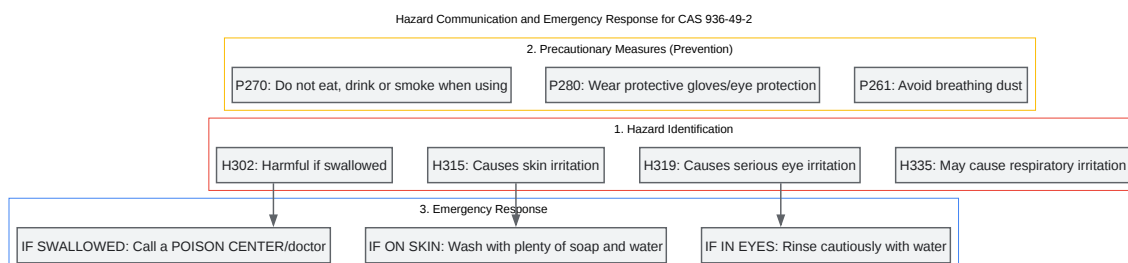 Hazard Communication and Emergency Response for CAS 936-49-2
2. Precautionary Measures (Prevention)
P270: Do not eat, drink or smoke when using
P280: Wear protective gloves/eye protection
P261: Avoid breathing dust
1. Hazard Identification
H302: Harmful if swallowed
H315: Causes skin irritation
H319: Causes serious eye irritation
H335: May cause respiratory irritation
3. Emergency Response
IF SWALLOWED: Call a POISON CENTER/doctor
IF ON SKIN: Wash with plenty of soap and water
IF IN EYES: Rinse cautiously with water